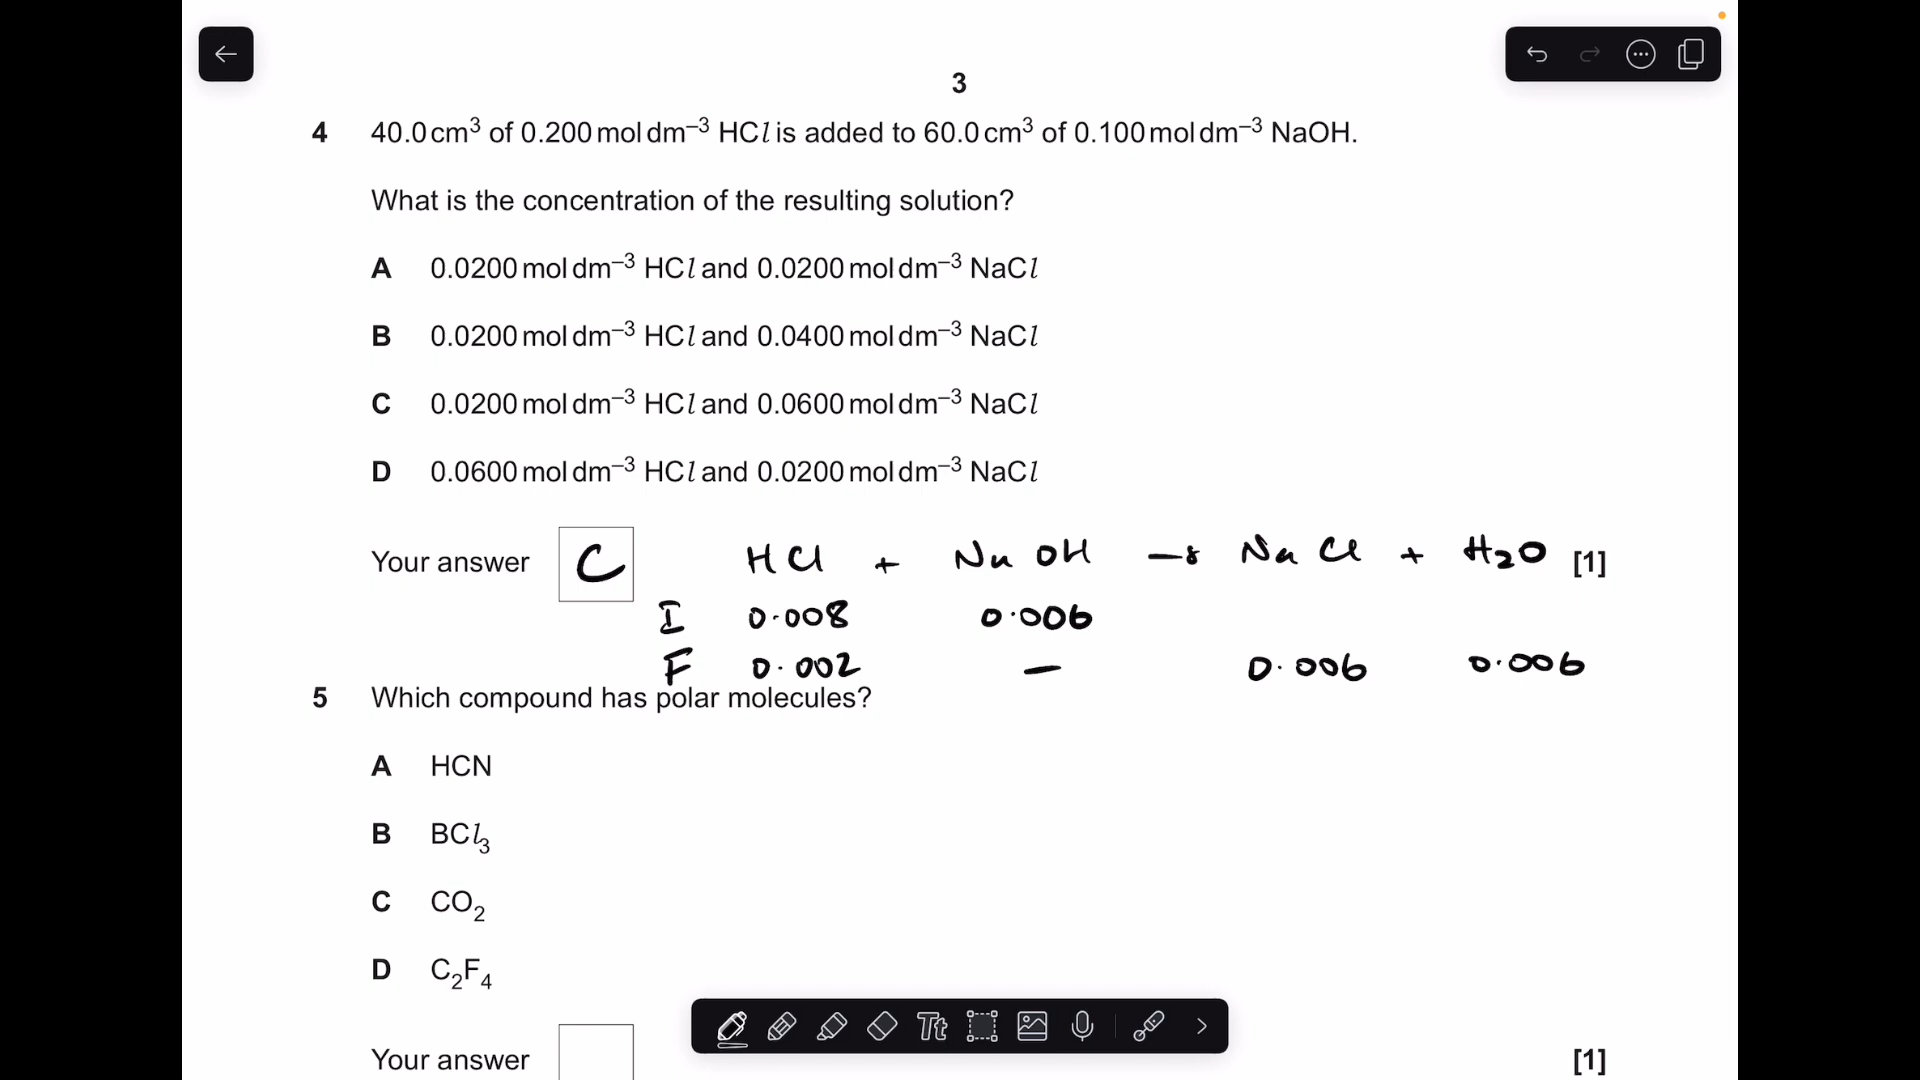 3
4 40.0 cm³ of 0.200 mol dm⁻³ HCl is added to 60.0 cm³ of 0.100 mol dm⁻³ NaOH.
What is the concentration of the resulting solution?
A 0.0200 mol dm⁻³ HCl and 0.0200 mol dm⁻³ NaCl
B 0.0200 mol dm⁻³ HCl and 0.0400 mol dm⁻³ NaCl
C 0.0200 mol dm⁻³ HCl and 0.0600 mol dm⁻³ NaCl
D 0.0600 mol dm⁻³ HCl and 0.0200 mol dm⁻³ NaCl
Your answer C HCl + NaOH → NaCl + H₂O [1]
I 0.008 0.006
F 0.002 – 0.006 0.006
5 Which compound has polar molecules?
A HCN
B BCl₃
C CO₂
D C₂F₄
Tt
Your answer [1]